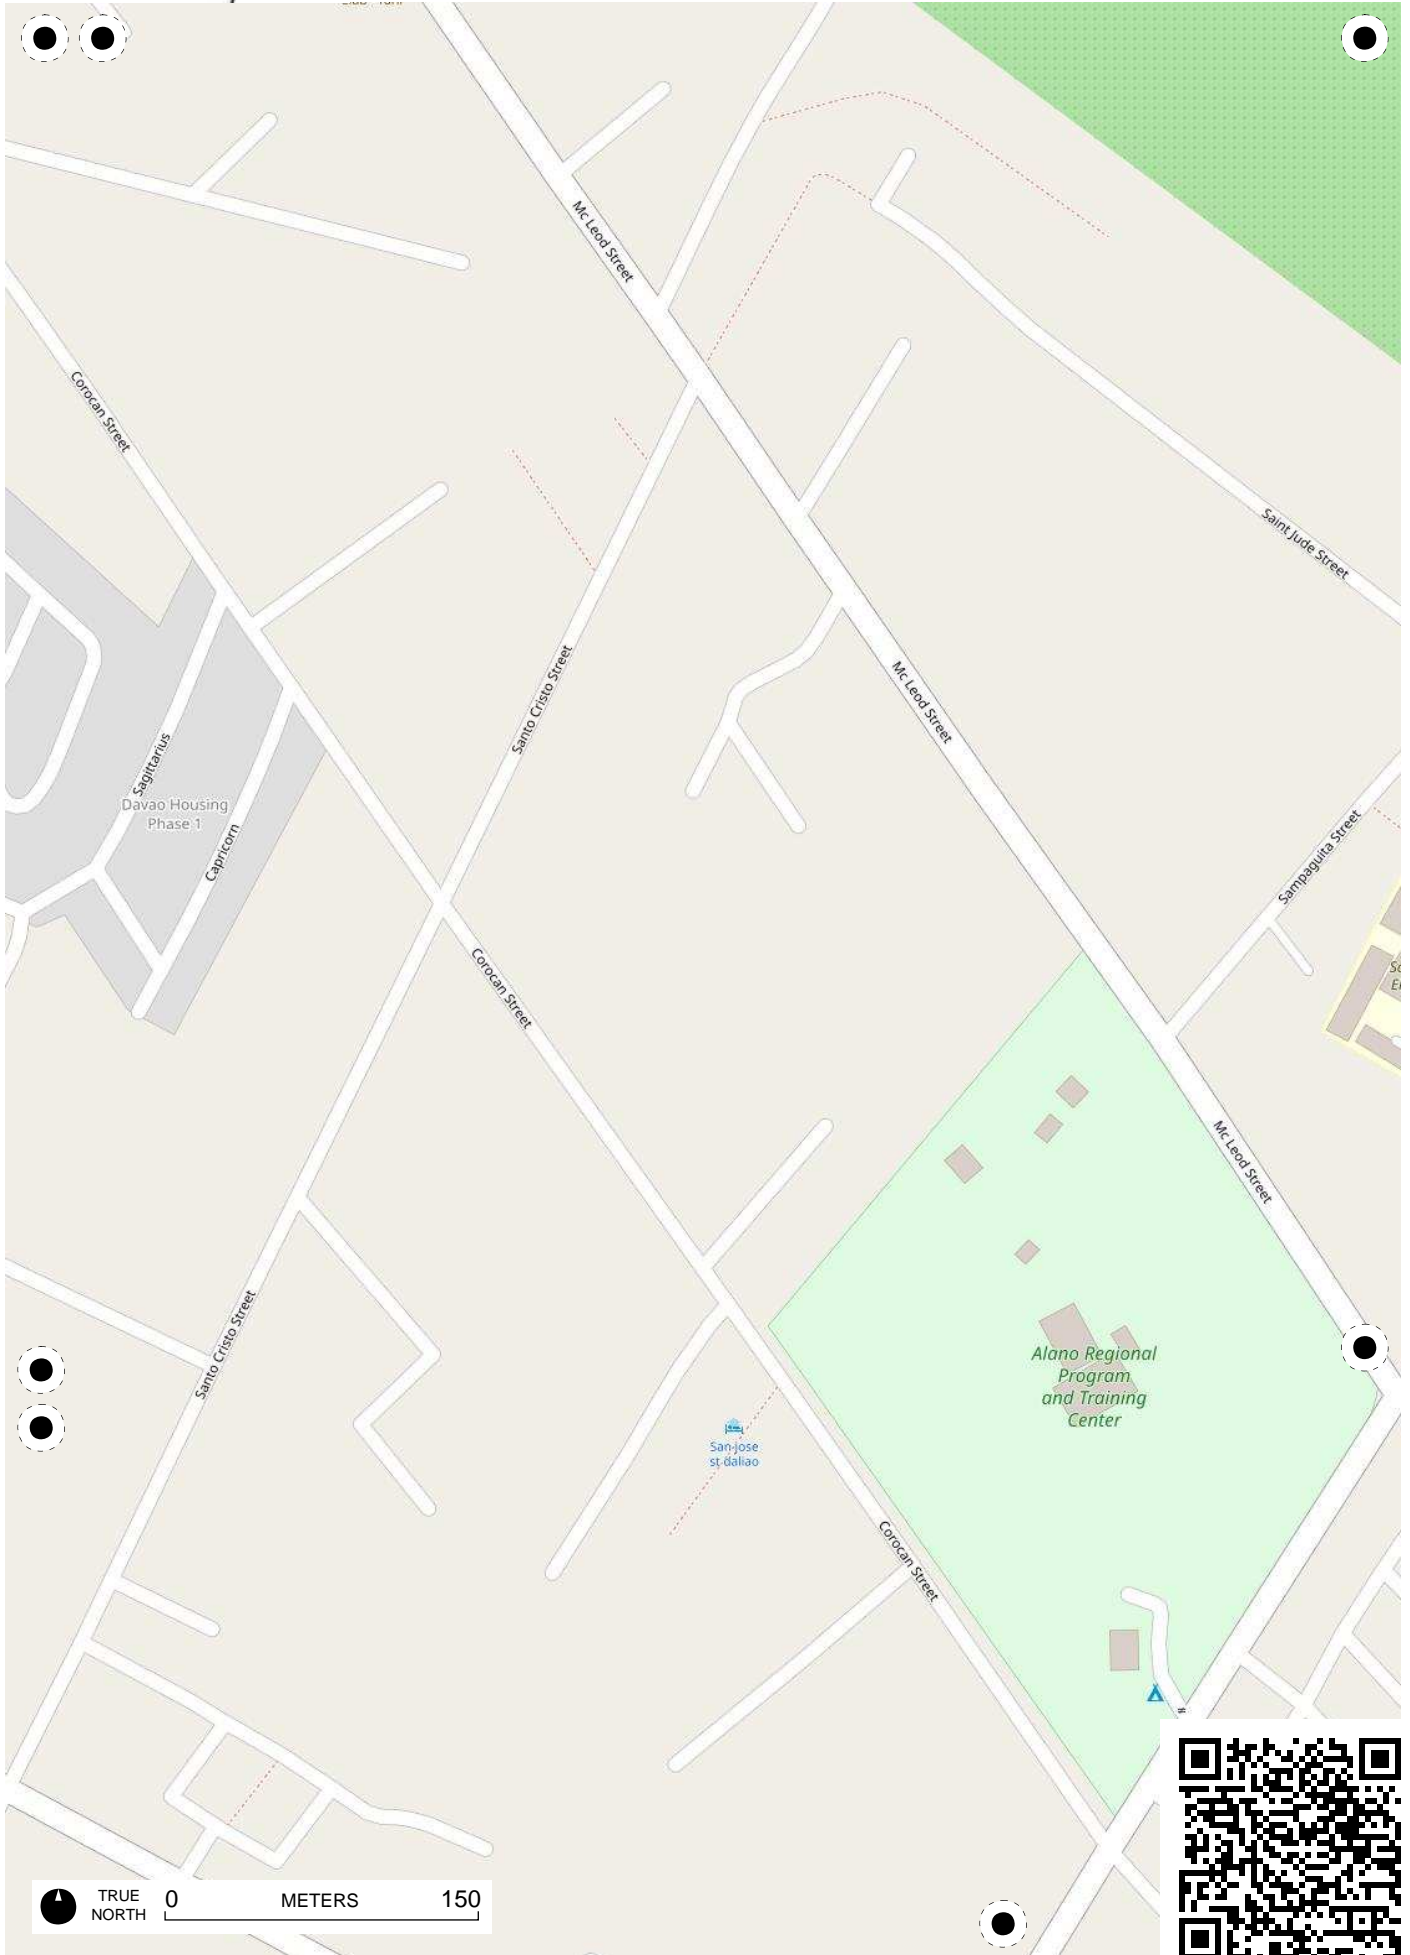 Mc Leod Street
Corocan Street
Saint Jude Street
Santo Cristo Street
Mc Leod Street
Sagittarius
Davao Housing
Phase 1
Capricorn
Sampaguita Street
Corocan Street
Mc Leod Street
Santo Cristo Street
Alano Regional
Program
and Training
Center
San-jose
st-daliao
Corocan Street
TRUE
NORTH
0 METERS 150